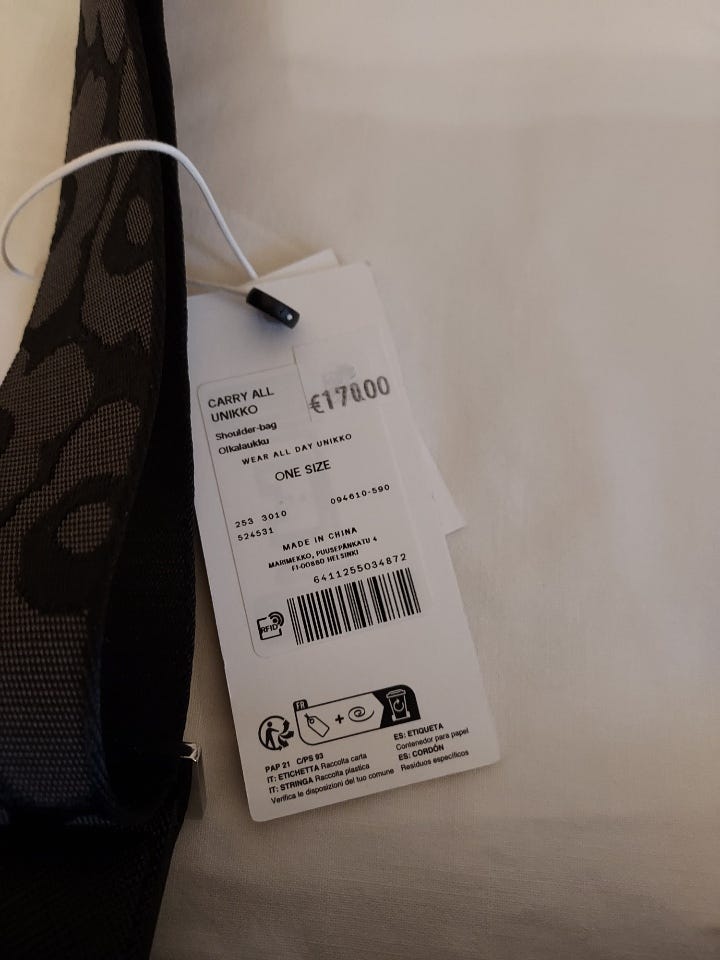 CARRY ALL
UNIKKO
€170.00
Shoulder-bag
Olkalaukku
WEAR ALL DAY UNIKKO
ONE SIZE
253 3010 094610-590
524531
MADE IN CHINA
MARIMEKKO, PUUSEPÄNKATU 4
FI-00880 HELSINKI
6411255034872
RFID
FR
PAP 21 C/PS 93
IT: ETICHETTA Raccolta carta
IT: STRINGA Raccolta plastica
Verifica le disposizioni del tuo comune
ES: ETIQUETA
Contenedor para papel
ES: CORDÓN
Residuos específicos